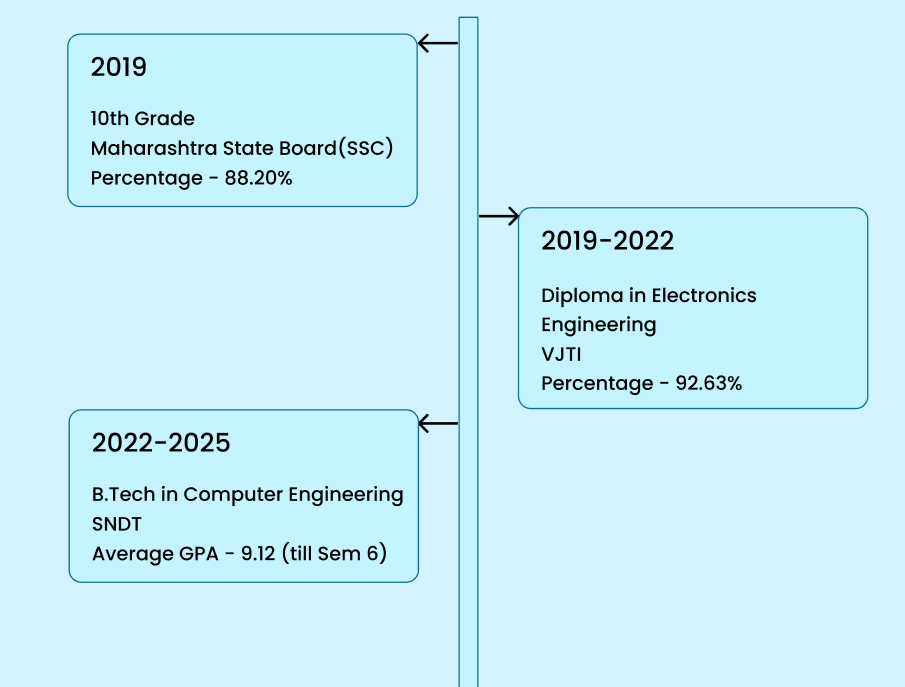 2019
10th Grade
Maharashtra State Board(SSC)
Percentage - 88.20%
2019-2022
Diploma in Electronics
Engineering
VJTI
Percentage - 92.63%
2022-2025
B.Tech in Computer Engineering
SNDT
Average GPA - 9.12 (till Sem 6)